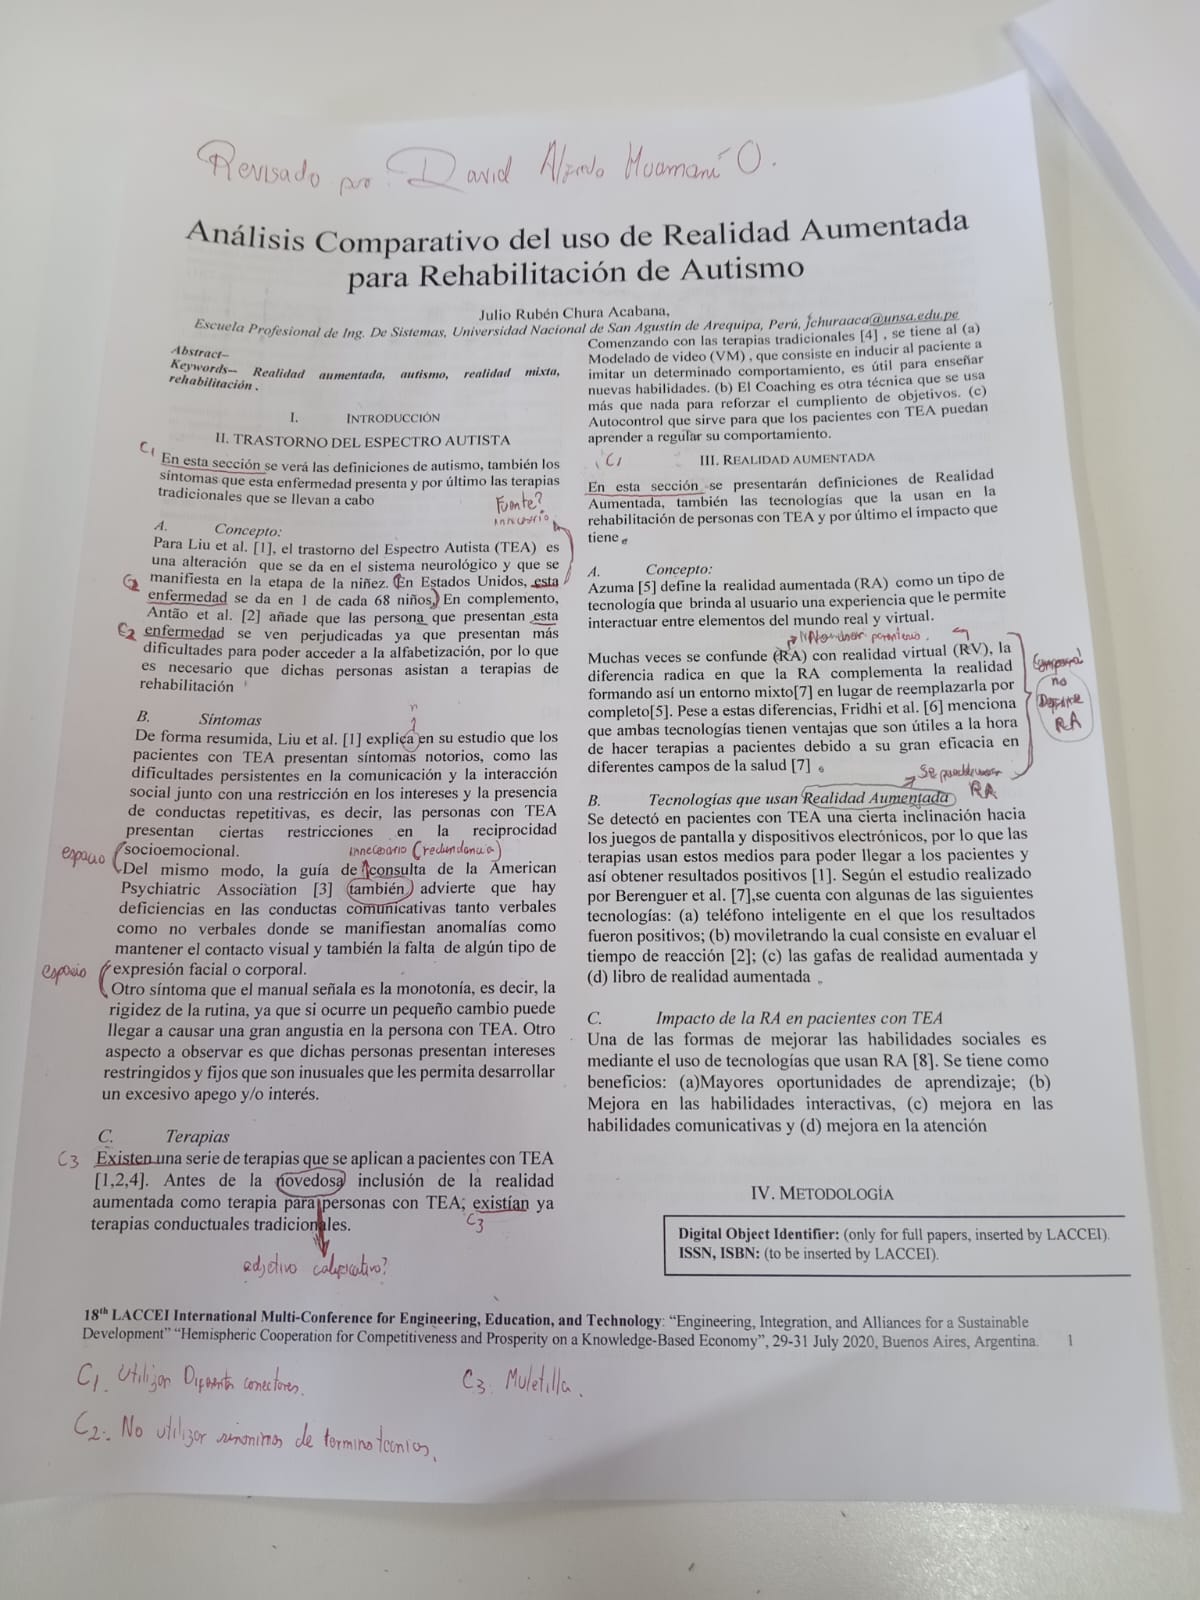 Revisado por: David Alfredo Huamaní O.
Análisis Comparativo del uso de Realidad Aumentada
para Rehabilitación de Autismo
Julio Rubén Chura Acabana,
Escuela Profesional de Ing. De Sistemas, Universidad Nacional de San Agustín de Arequipa, Perú, jchuraaca@unsa.edu.pe
Abstract–
Keywords-- Realidad aumentada, autismo, realidad mixta,
rehabilitación .
I. INTRODUCCIÓN
II. TRASTORNO DEL ESPECTRO AUTISTA
C1
En esta sección se verá las definiciones de autismo, también los
síntomas que esta enfermedad presenta y por último las terapias
tradicionales que se llevan a cabo
Fuente?
innecesario
A. Concepto:
Para Liu et al. [1], el trastorno del Espectro Autista (TEA) es
una alteración que se da en el sistema neurológico y que se
C2 manifiesta en la etapa de la niñez. En Estados Unidos, esta
enfermedad se da en 1 de cada 68 niños. En complemento,
Antão et al. [2] añade que las persona que presentan esta
C2 enfermedad se ven perjudicadas ya que presentan más
dificultades para poder acceder a la alfabetización, por lo que
es necesario que dichas personas asistan a terapias de
rehabilitación
n
B. Síntomas
De forma resumida, Liu et al. [1] explica en su estudio que los
pacientes con TEA presentan síntomas notorios, como las
dificultades persistentes en la comunicación y la interacción
social junto con una restricción en los intereses y la presencia
de conductas repetitivas, es decir, las personas con TEA
presentan ciertas restricciones en la reciprocidad
espacio socioemocional. innecesario (redundancia)
Del mismo modo, la guía de consulta de la American
Psychiatric Association [3] también advierte que hay
deficiencias en las conductas comunicativas tanto verbales
como no verbales donde se manifiestan anomalías como
mantener el contacto visual y también la falta de algún tipo de
espacio expresión facial o corporal.
Otro síntoma que el manual señala es la monotonía, es decir, la
rigidez de la rutina, ya que si ocurre un pequeño cambio puede
llegar a causar una gran angustia en la persona con TEA. Otro
aspecto a observar es que dichas personas presentan intereses
restringidos y fijos que son inusuales que les permita desarrollar
un excesivo apego y/o interés.
C. Terapias
C3 Existen una serie de terapias que se aplican a pacientes con TEA
[1,2,4]. Antes de la novedosa inclusión de la realidad
aumentada como terapia para personas con TEA; existían ya
terapias conductuales tradicionales. C3
adjetivo calificativo?
Comenzando con las terapias tradicionales [4] , se tiene al (a)
Modelado de video (VM) , que consiste en inducir al paciente a
imitar un determinado comportamiento, es útil para enseñar
nuevas habilidades. (b) El Coaching es otra técnica que se usa
más que nada para reforzar el cumpliento de objetivos. (c)
Autocontrol que sirve para que los pacientes con TEA puedan
aprender a regular su comportamiento.
C1
III. REALIDAD AUMENTADA
En esta sección se presentarán definiciones de Realidad
Aumentada, también las tecnologías que la usan en la
rehabilitación de personas con TEA y por último el impacto que
tiene .
A. Concepto:
Azuma [5] define la realidad aumentada (RA) como un tipo de
tecnología que brinda al usuario una experiencia que le permite
interactuar entre elementos del mundo real y virtual.
parentesis.
Muchas veces se confunde (RA) con realidad virtual (RV), la
diferencia radica en que la RA complementa la realidad
formando así un entorno mixto[7] en lugar de reemplazarla por
completo[5]. Pese a estas diferencias, Fridhi et al. [6] menciona
que ambas tecnologías tienen ventajas que son útiles a la hora
de hacer terapias a pacientes debido a su gran eficacia en
diferentes campos de la salud [7] .
no
RA
Se puede usar
RA
B. Tecnologías que usan Realidad Aumentada
Se detectó en pacientes con TEA una cierta inclinación hacia
los juegos de pantalla y dispositivos electrónicos, por lo que las
terapias usan estos medios para poder llegar a los pacientes y
así obtener resultados positivos [1]. Según el estudio realizado
por Berenguer et al. [7],se cuenta con algunas de las siguientes
tecnologías: (a) teléfono inteligente en el que los resultados
fueron positivos; (b) moviletrando la cual consiste en evaluar el
tiempo de reacción [2]; (c) las gafas de realidad aumentada y
(d) libro de realidad aumentada .
C. Impacto de la RA en pacientes con TEA
Una de las formas de mejorar las habilidades sociales es
mediante el uso de tecnologías que usan RA [8]. Se tiene como
beneficios: (a)Mayores oportunidades de aprendizaje; (b)
Mejora en las habilidades interactivas, (c) mejora en las
habilidades comunicativas y (d) mejora en la atención
IV. METODOLOGÍA
Digital Object Identifier: (only for full papers, inserted by LACCEI).
ISSN, ISBN: (to be inserted by LACCEI).
18th LACCEI International Multi-Conference for Engineering, Education, and Technology: “Engineering, Integration, and Alliances for a Sustainable
Development” “Hemispheric Cooperation for Competitiveness and Prosperity on a Knowledge-Based Economy”, 29-31 July 2020, Buenos Aires, Argentina. 1
C1. Utilizar Diferentes conectores.
C3. Muletilla.
C2.- No utilizar sinonimos de termino tecnicos.